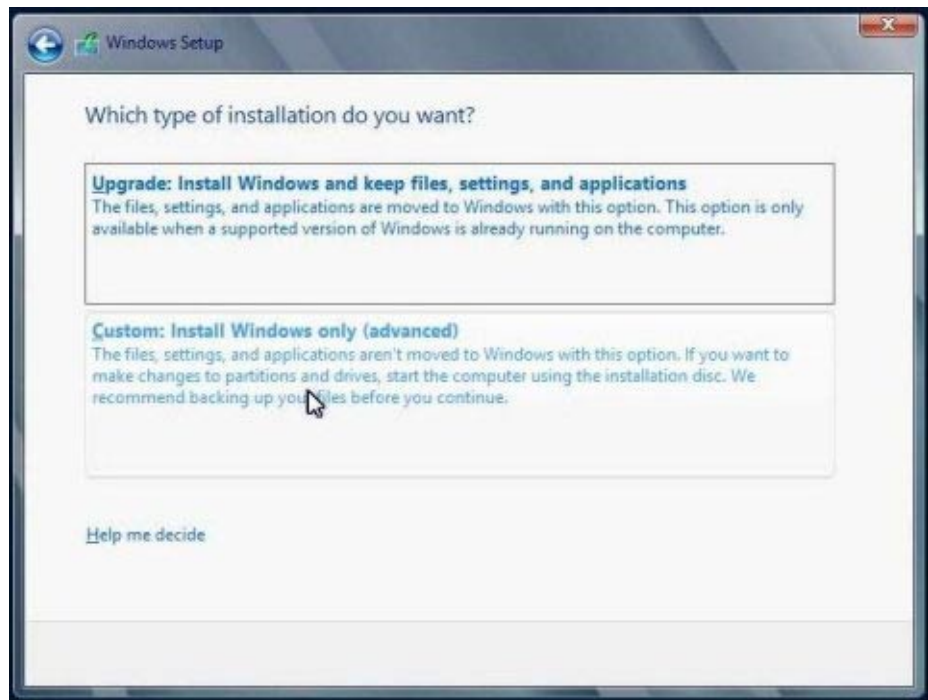 Windows Setup
Which type of installation do you want?
Upgrade: Install Windows and keep files, settings, and applications
The files, settings, and applications are moved to Windows with this option. This option is only
available when a supported version of Windows is already running on the computer.
Custom: Install Windows only (advanced)
The files, settings, and applications aren't moved to Windows with this option. If you want to
make changes to partitions and drives, start the computer using the installation disc. We
recommend backing up your files before you continue.
Help me decide